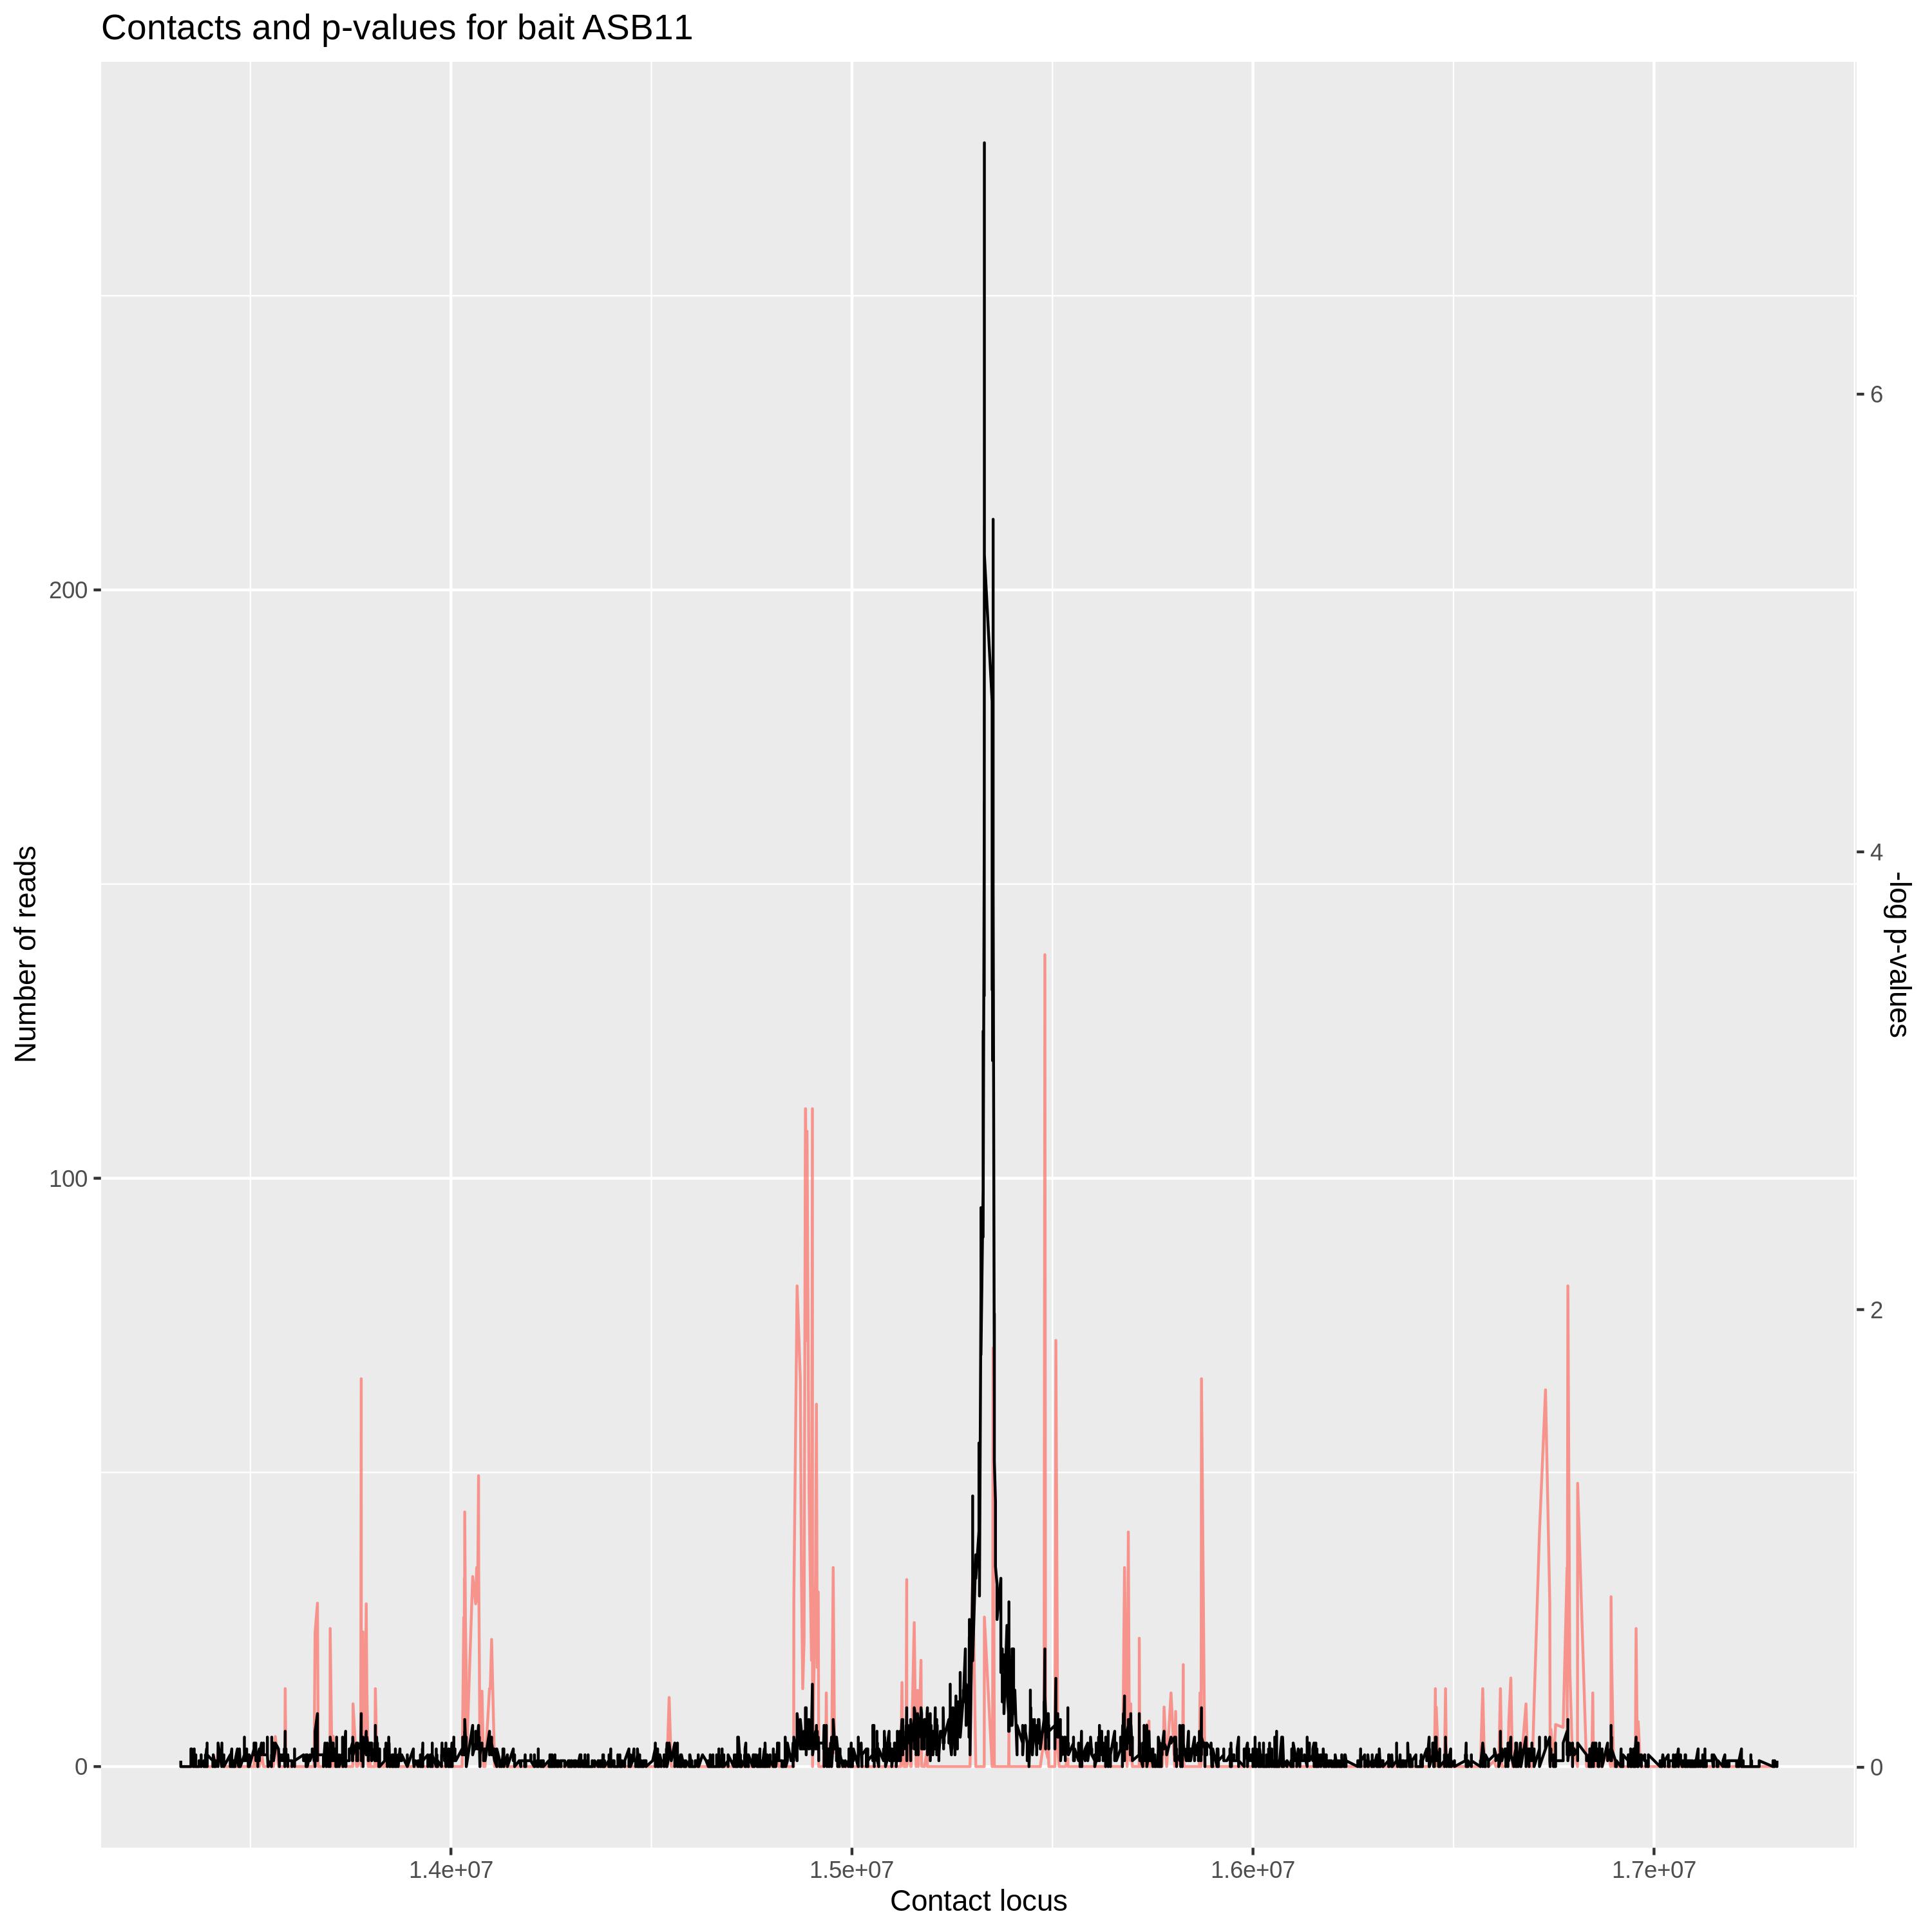 Contacts and p-values for bait ASB11
Number of reads
200
100
0
6
4
2
0
-log p-values
1.4e+07
1.5e+07
1.6e+07
1.7e+07
Contact locus